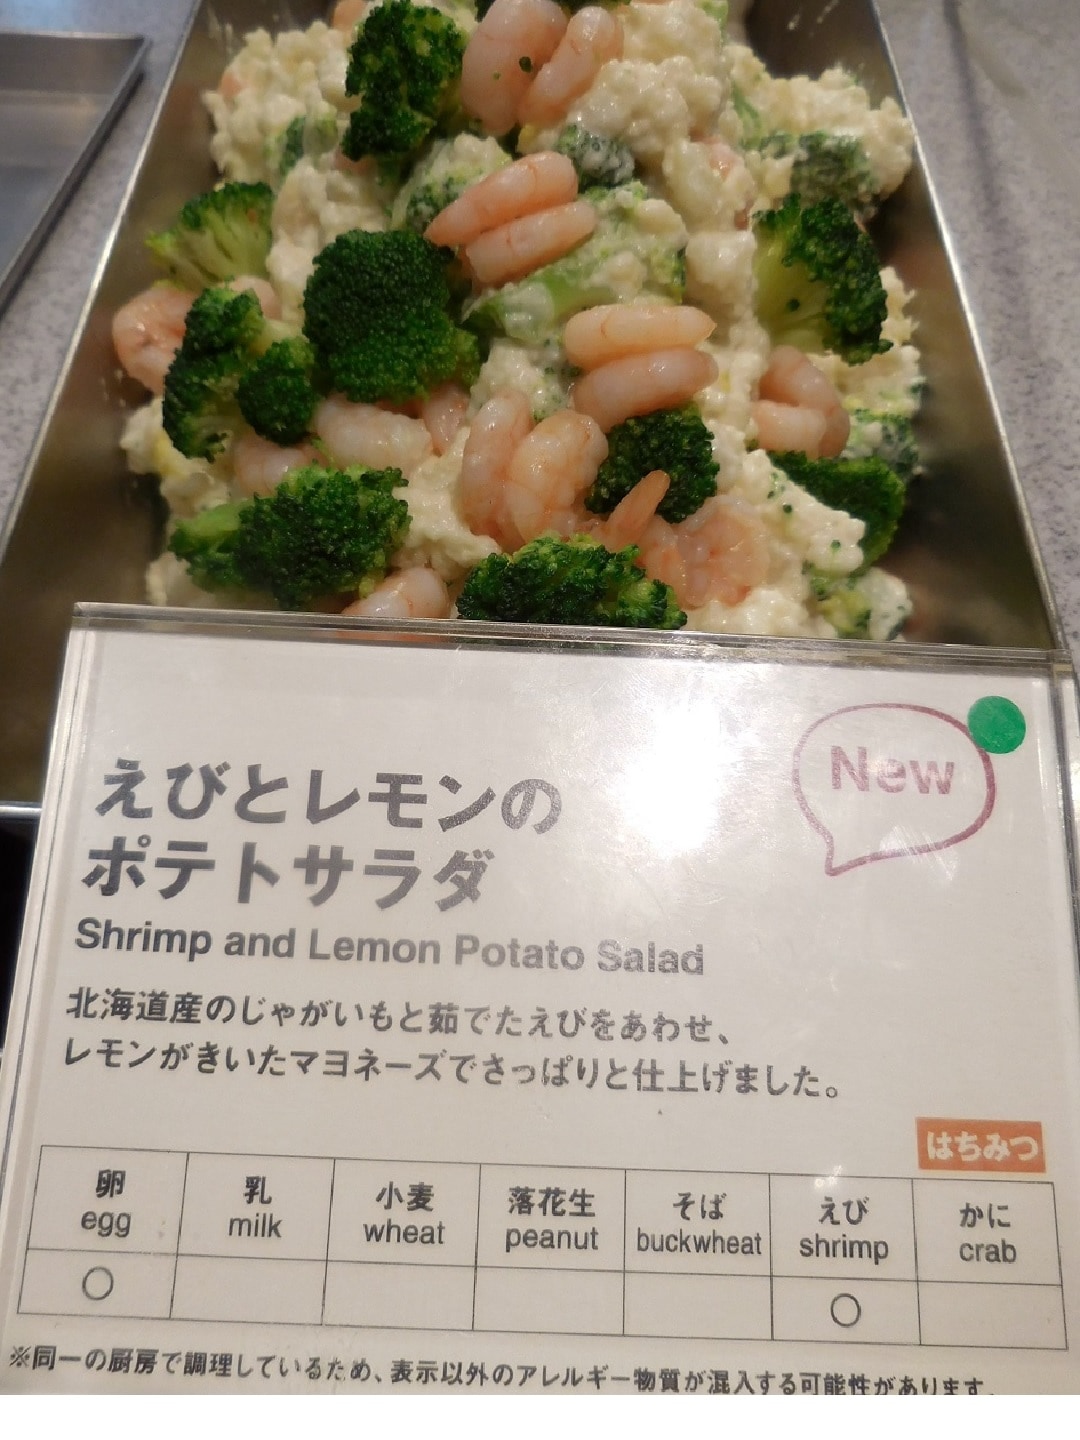 New
えびとレモンの
ポテトサラダ
Shrimp and Lemon Potato Salad
北海道産のじゃがいもと茹でたえびをあわせ、
レモンがきいたマヨネーズでさっぱりと仕上げました。
はちみつ
卵 乳 小麦 落花生 そば えび かに
egg milk wheat peanut buckwheat shrimp crab
○ ○
※同一の厨房で調理しているため、表示以外のアレルギー物質が混入する可能性があります。